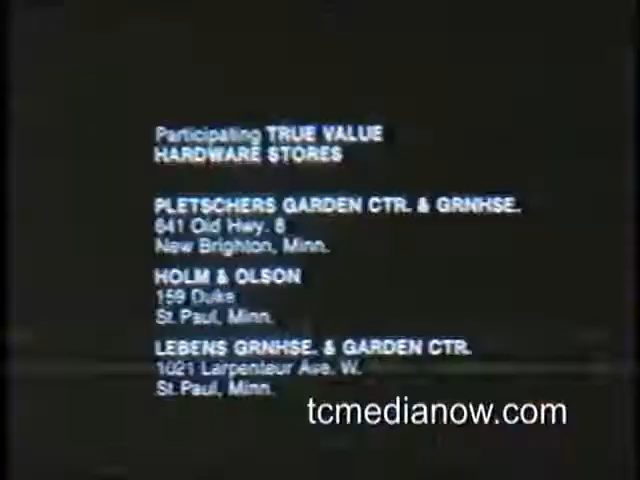 Participating TRUE VALUE
HARDWARE STORES
PLETSCHERS GARDEN CTR. & GRNHSE.
641 Old Hwy. 8
New Brighton, Minn.
HOLM & OLSON
159 Duke
St. Paul, Minn.
LEBENS GRNHSE. & GARDEN CTR.
1021 Larpenteur Ave. W.
St. Paul, Minn.
tcmedianow.com